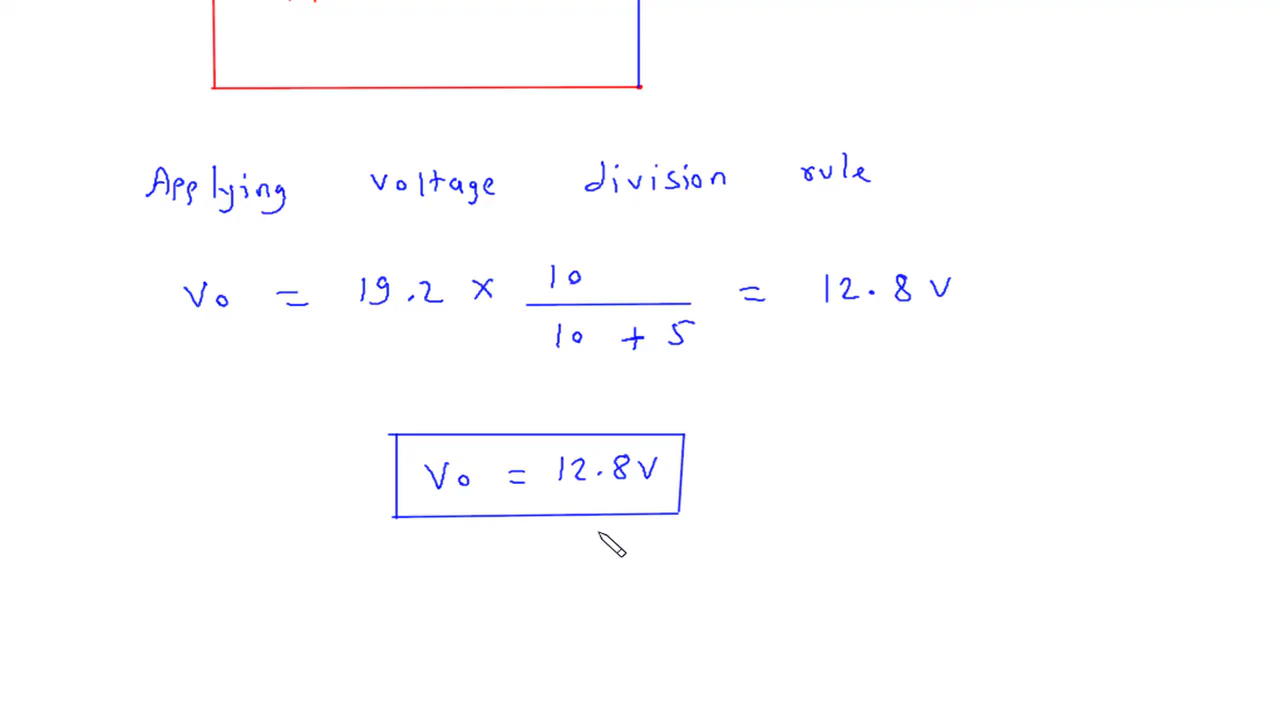 Applying voltage division rule
Vo = 19.2 × 10 / 10 + 5 = 12.8 V
Vo = 12.8V